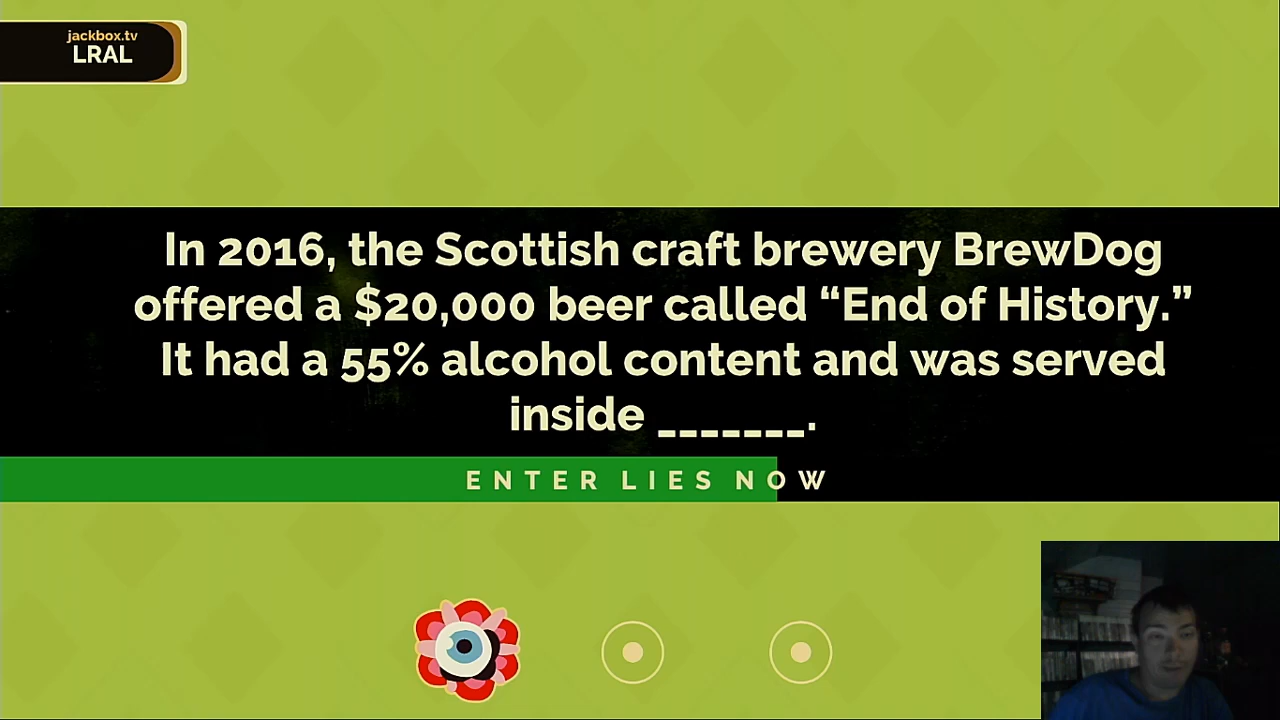 jackbox.tv
LRAL
In 2016, the Scottish craft brewery BrewDog
offered a $20,000 beer called “End of History.”
It had a 55% alcohol content and was served
inside _______.
ENTER LIES NOW